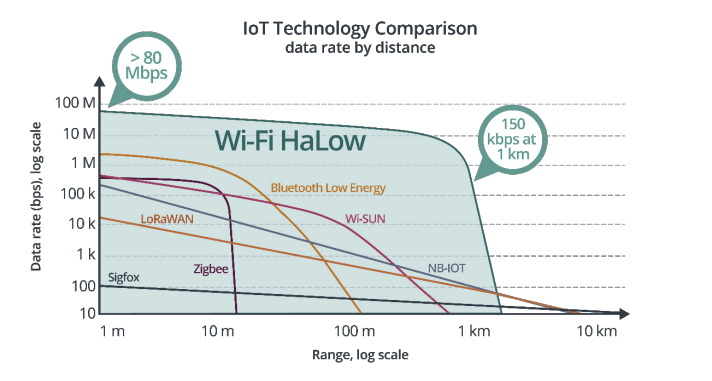 IoT Technology Comparison
data rate by distance
> 80
Mbps
150
kbps at
1 km
Data rate (bps), log scale
100 M
10 M
1 M
100 k
10 k
1 k
100
10
Wi-Fi HaLow
Bluetooth Low Energy
LoRaWAN
Wi-SUN
Zigbee
NB-IOT
Sigfox
1 m
10 m
100 m
1 km
10 km
Range, log scale